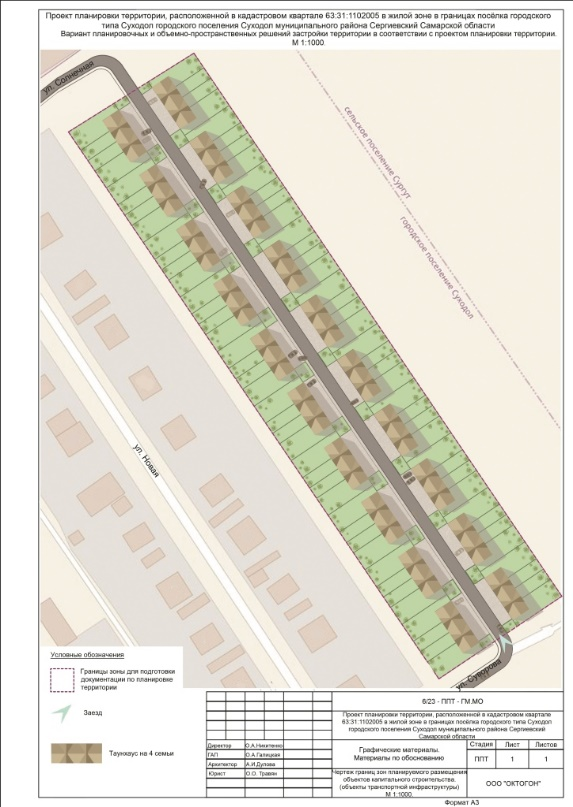 Проект планировки территории, расположенной в кадастровом квартале 63:31:1102005 в жилой зоне в границах посёлка городского
типа Суходол городского поселения Суходол муниципального района Сергиевский Самарской области
Вариант планировочных и объемно-пространственных решений застройки территории в соответствии с проектом планировки территории.
М 1:1000
ул. Солнечная
сельское поселение Сургут
городское поселение Суходол
ул. Новая
ул. Суворова
Условные обозначения
Границы зоны для подготовки
документации по планировке
территории
Заезд
Таунхаус на 4 семьи
6/23 - ППТ - ГМ.МО
Проект планировки территории, расположенной в кадастровом квартале
63:31:1102005 в жилой зоне в границах посёлка городского типа Суходол
городского поселения Суходол муниципального района Сергиевский
Самарской области
Директор О.А.Никитенко
ГАП О.А.Галицкая
Архитектор А.И.Дулова
Юрист О.О. Травян
Графические материалы.
Материалы по обоснованию
Стадия Лист Листов
ППТ 1 1
Чертеж границ зон планируемого размещения
объектов капитального строительства.
(объекты транспортной инфраструктуры)
М 1:1000.
ООО "ОКТОГОН"
Формат А3